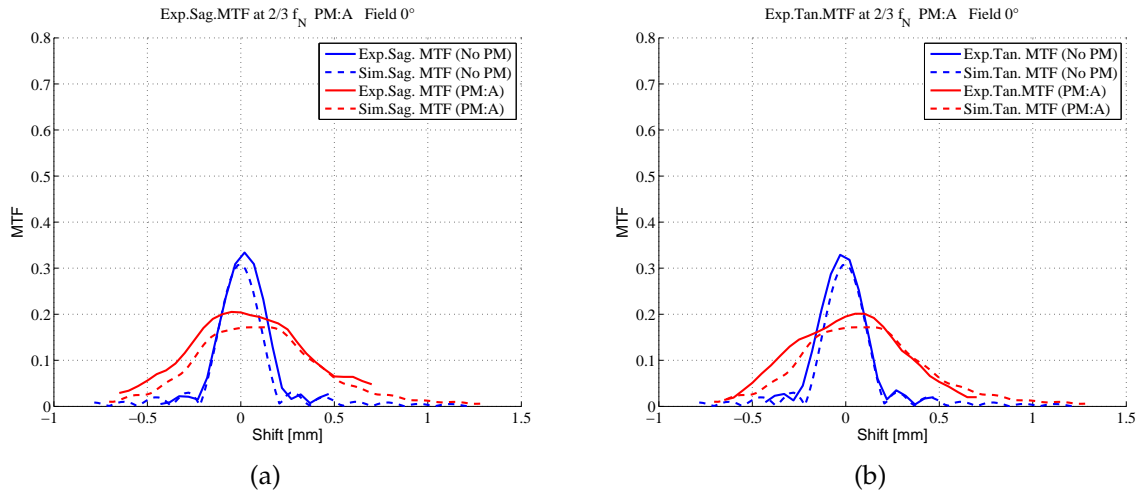 Exp.Sag.MTF at 2/3 f_N PM:A Field 0°
0.8
0.7
0.6
0.5
0.4
0.3
0.2
0.1
0
MTF
Exp.Sag. MTF (No PM)
Sim.Sag. MTF (No PM)
Exp.Sag. MTF (PM:A)
Sim.Sag. MTF (PM:A)
−1 −0.5 0 0.5 1 1.5
Shift [mm]
(a)
Exp.Tan.MTF at 2/3 f_N PM:A Field 0°
0.8
0.7
0.6
0.5
0.4
0.3
0.2
0.1
0
MTF
Exp.Tan. MTF (No PM)
Sim.Tan. MTF (No PM)
Exp.Tan.MTF (PM:A)
Sim.Tan. MTF (PM:A)
−1 −0.5 0 0.5 1 1.5
Shift [mm]
(b)